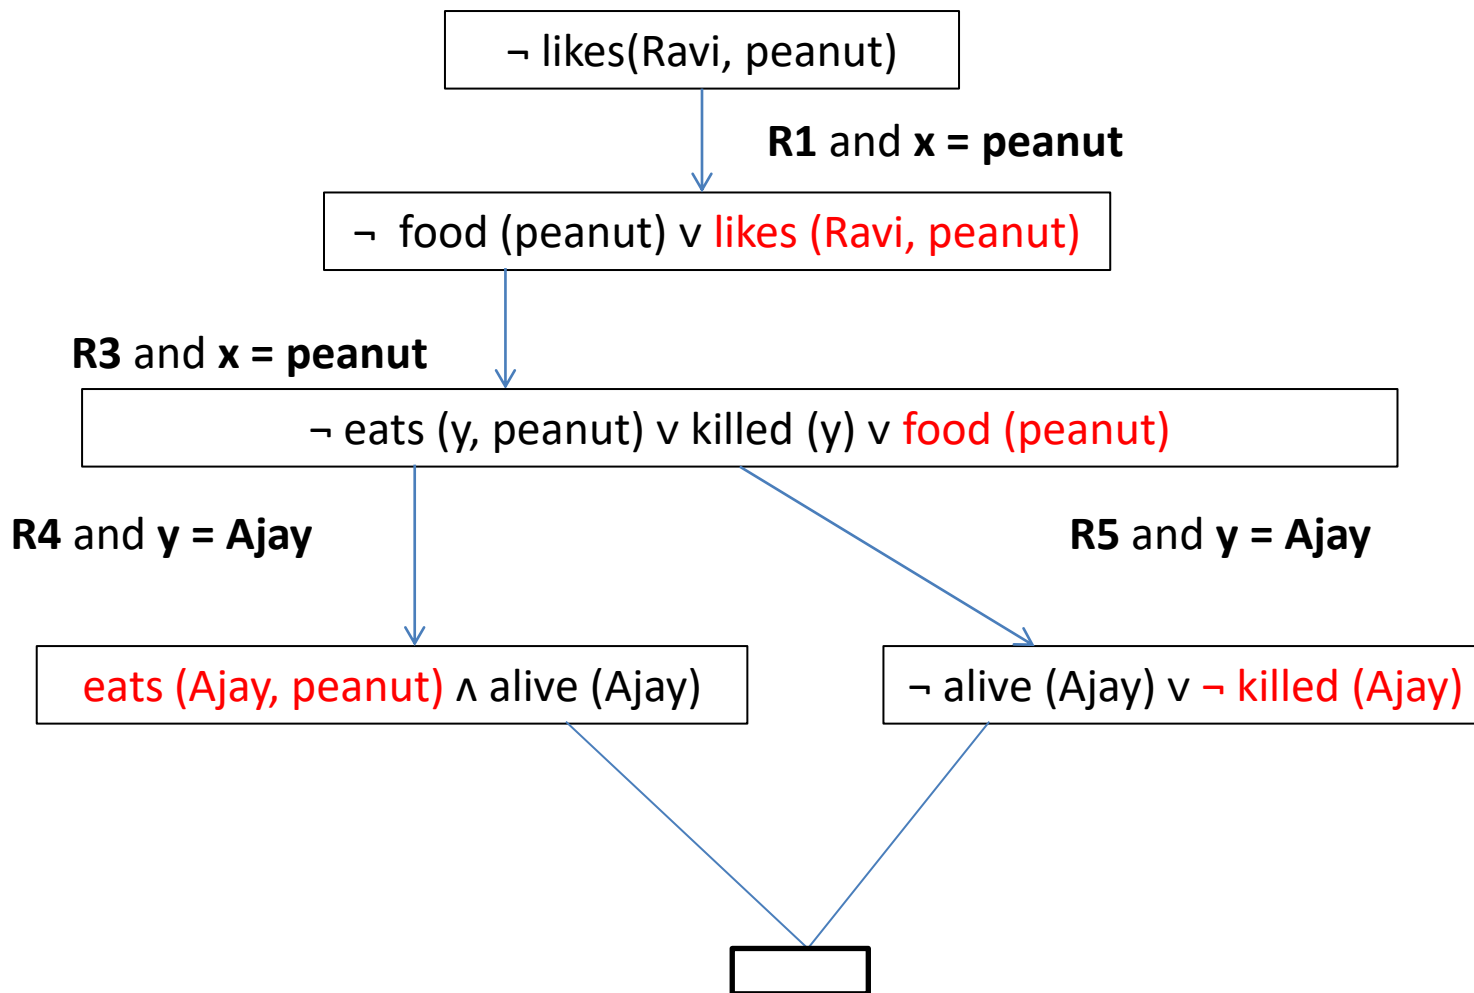 ¬ likes(Ravi, peanut)
R1 and x = peanut
¬ food (peanut) v likes (Ravi, peanut)
R3 and x = peanut
¬ eats (y, peanut) v killed (y) v food (peanut)
R4 and y = Ajay
R5 and y = Ajay
eats (Ajay, peanut) ʌ alive (Ajay)
¬ alive (Ajay) v ¬ killed (Ajay)